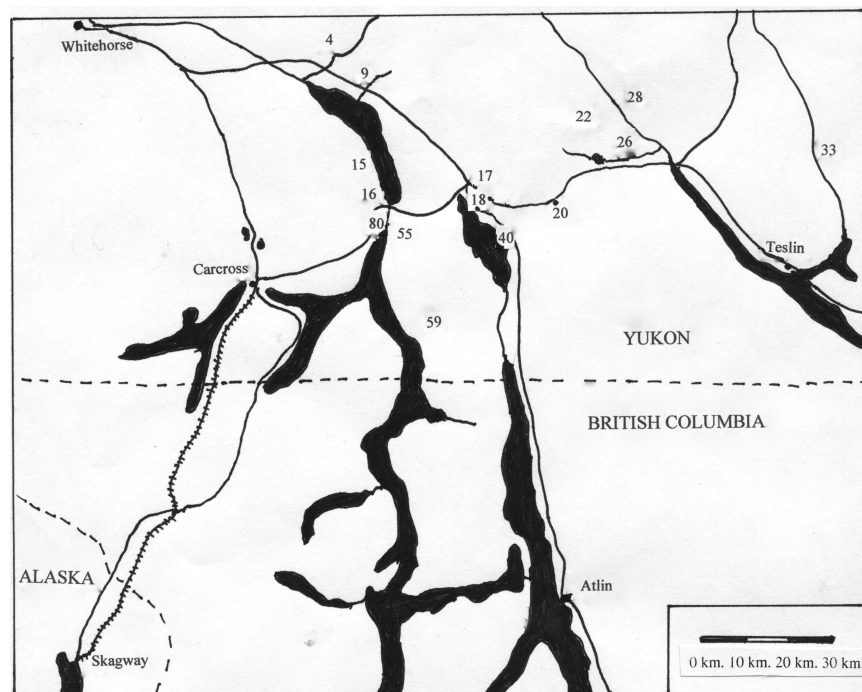 4
Whitehorse
9
28
22
26
33
15
17
16
18
20
80
55
40
Teslin
Carcross
59
YUKON
BRITISH COLUMBIA
ALASKA
Atlin
Skagway
0 km. 10 km. 20 km. 30 km.